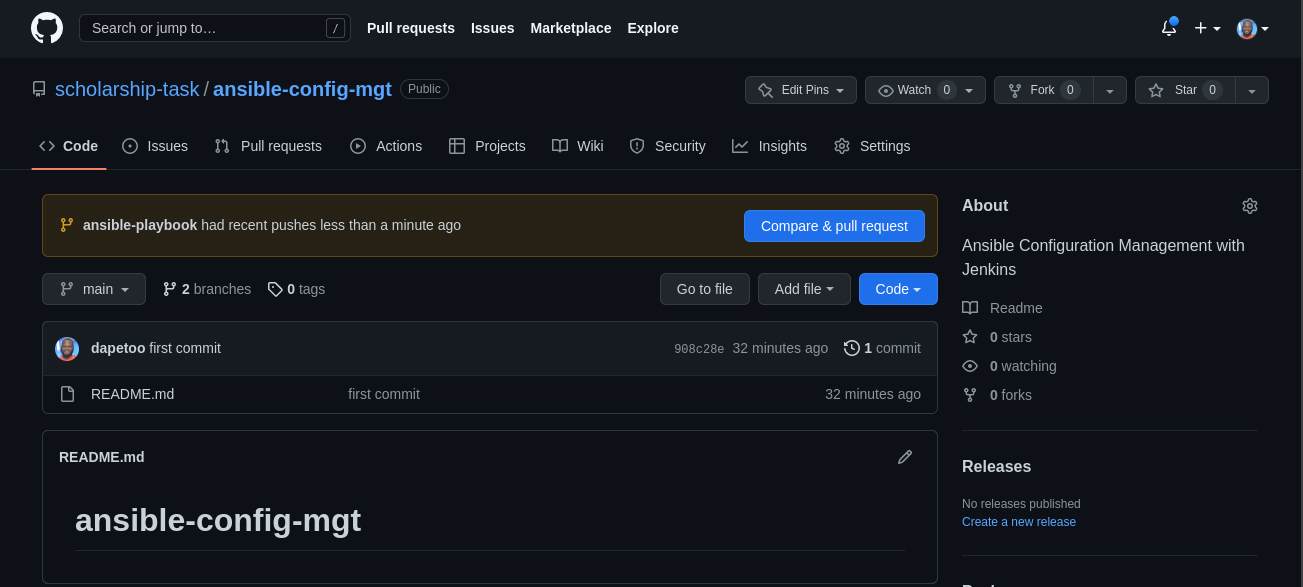 Search or jump to… /
Pull requests Issues Marketplace Explore
scholarship-task / ansible-config-mgt Public
Edit Pins Watch 0 Fork 0 Star 0
Code Issues Pull requests Actions Projects Wiki Security Insights Settings
ansible-playbook had recent pushes less than a minute ago
Compare & pull request
main 2 branches 0 tags
Go to file Add file Code
dapetoo first commit 908c28e 32 minutes ago 1 commit
README.md first commit 32 minutes ago
README.md
ansible-config-mgt
About
Ansible Configuration Management with
Jenkins
Readme
0 stars
0 watching
0 forks
Releases
No releases published
Create a new release